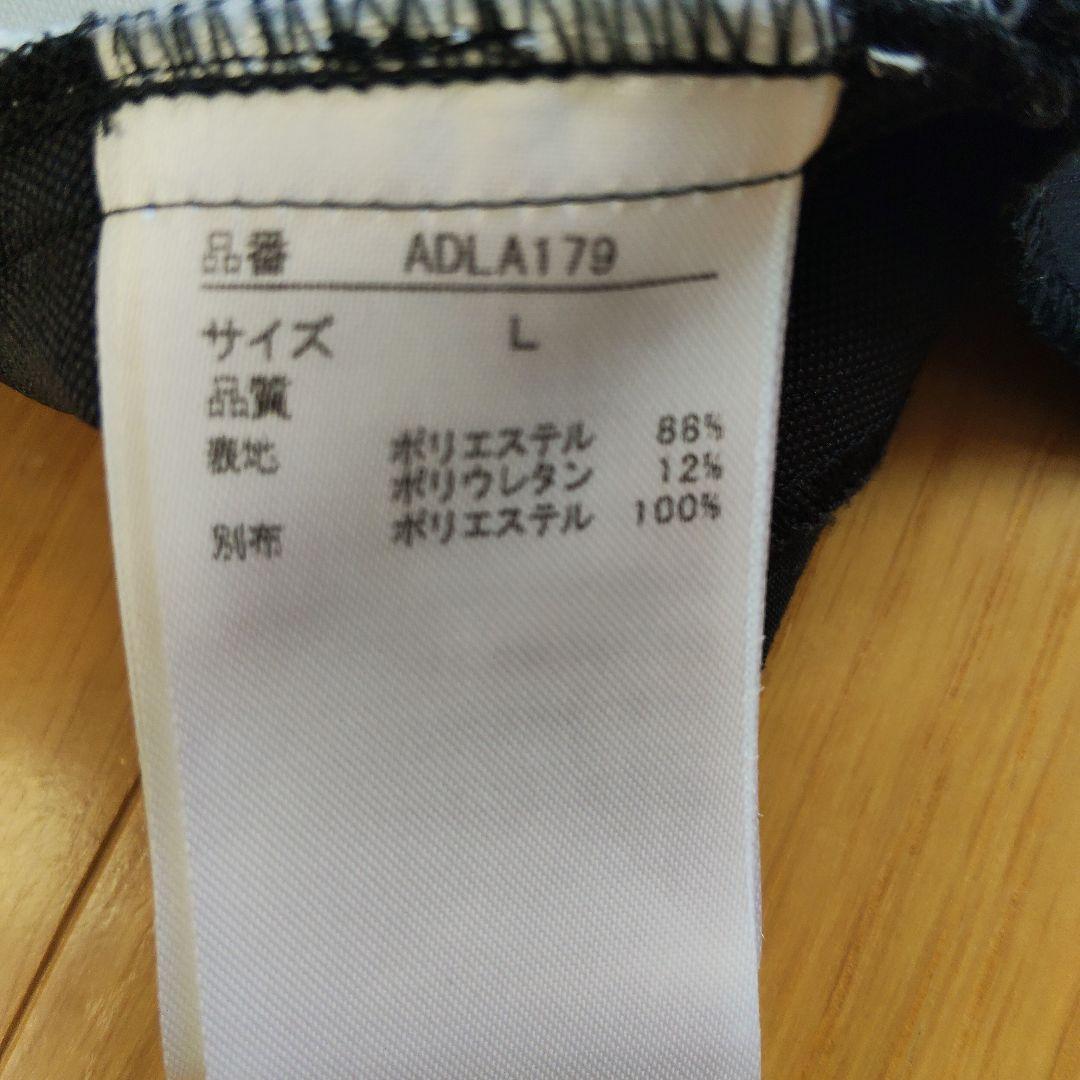 品番 ADLA179
サイズ L
品質
表地 ポリエステル 88%
ポリウレタン 12%
別布 ポリエステル 100%